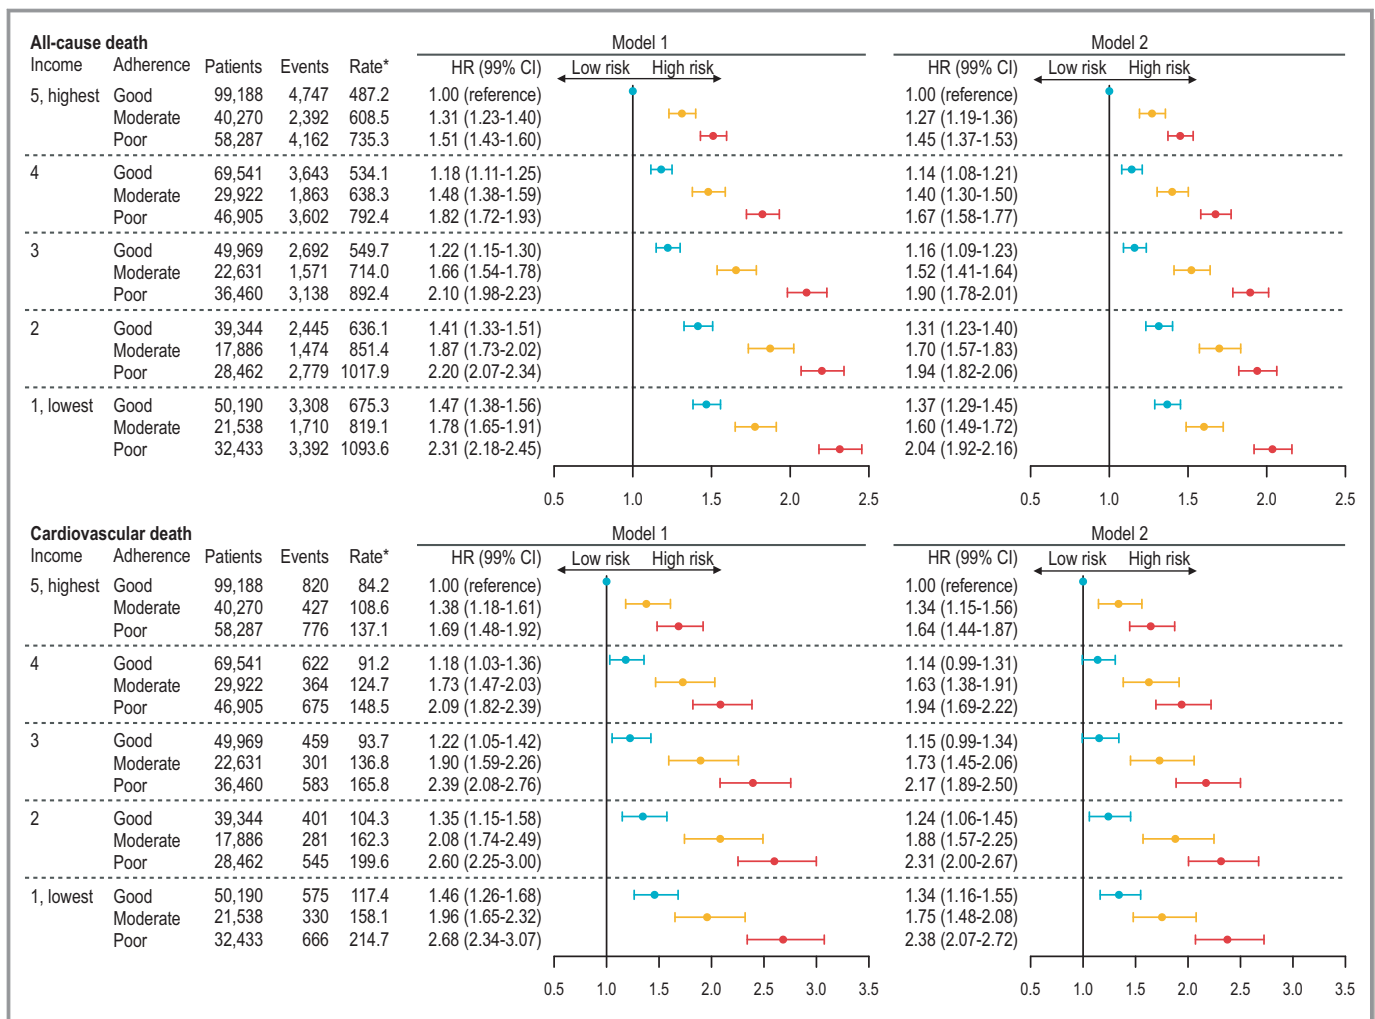 All-cause death Model 1 Model 2
Income Adherence Patients Events Rate* HR (99% CI) Low risk High risk HR (99% CI) Low risk High risk
5, highest Good 99,188 4,747 487.2 1.00 (reference) 1.00 (reference)
Moderate 40,270 2,392 608.5 1.31 (1.23-1.40) 1.27 (1.19-1.36)
Poor 58,287 4,162 735.3 1.51 (1.43-1.60) 1.45 (1.37-1.53)
4 Good 69,541 3,643 534.1 1.18 (1.11-1.25) 1.14 (1.08-1.21)
Moderate 29,922 1,863 638.3 1.48 (1.38-1.59) 1.40 (1.30-1.50)
Poor 46,905 3,602 792.4 1.82 (1.72-1.93) 1.67 (1.58-1.77)
3 Good 49,969 2,692 549.7 1.22 (1.15-1.30) 1.16 (1.09-1.23)
Moderate 22,631 1,571 714.0 1.66 (1.54-1.78) 1.52 (1.41-1.64)
Poor 36,460 3,138 892.4 2.10 (1.98-2.23) 1.90 (1.78-2.01)
2 Good 39,344 2,445 636.1 1.41 (1.33-1.51) 1.31 (1.23-1.40)
Moderate 17,886 1,474 851.4 1.87 (1.73-2.02) 1.70 (1.57-1.83)
Poor 28,462 2,779 1017.9 2.20 (2.07-2.34) 1.94 (1.82-2.06)
1, lowest Good 50,190 3,308 675.3 1.47 (1.38-1.56) 1.37 (1.29-1.45)
Moderate 21,538 1,710 819.1 1.78 (1.65-1.91) 1.60 (1.49-1.72)
Poor 32,433 3,392 1093.6 2.31 (2.18-2.45) 2.04 (1.92-2.16)
0.5 1.0 1.5 2.0 2.5 0.5 1.0 1.5 2.0 2.5
Cardiovascular death Model 1 Model 2
Income Adherence Patients Events Rate* HR (99% CI) Low risk High risk HR (99% CI) Low risk High risk
5, highest Good 99,188 820 84.2 1.00 (reference) 1.00 (reference)
Moderate 40,270 427 108.6 1.38 (1.18-1.61) 1.34 (1.15-1.56)
Poor 58,287 776 137.1 1.69 (1.48-1.92) 1.64 (1.44-1.87)
4 Good 69,541 622 91.2 1.18 (1.03-1.36) 1.14 (0.99-1.31)
Moderate 29,922 364 124.7 1.73 (1.47-2.03) 1.63 (1.38-1.91)
Poor 46,905 675 148.5 2.09 (1.82-2.39) 1.94 (1.69-2.22)
3 Good 49,969 459 93.7 1.22 (1.05-1.42) 1.15 (0.99-1.34)
Moderate 22,631 301 136.8 1.90 (1.59-2.26) 1.73 (1.45-2.06)
Poor 36,460 583 165.8 2.39 (2.08-2.76) 2.17 (1.89-2.50)
2 Good 39,344 401 104.3 1.35 (1.15-1.58) 1.24 (1.06-1.45)
Moderate 17,886 281 162.3 2.08 (1.74-2.49) 1.88 (1.57-2.25)
Poor 28,462 545 199.6 2.60 (2.25-3.00) 2.31 (2.00-2.67)
1, lowest Good 50,190 575 117.4 1.46 (1.26-1.68) 1.34 (1.16-1.55)
Moderate 21,538 330 158.1 1.96 (1.65-2.32) 1.75 (1.48-2.08)
Poor 32,433 666 214.7 2.68 (2.34-3.07) 2.38 (2.07-2.72)
0.5 1.0 1.5 2.0 2.5 3.0 3.5 0.5 1.0 1.5 2.0 2.5 3.0 3.5